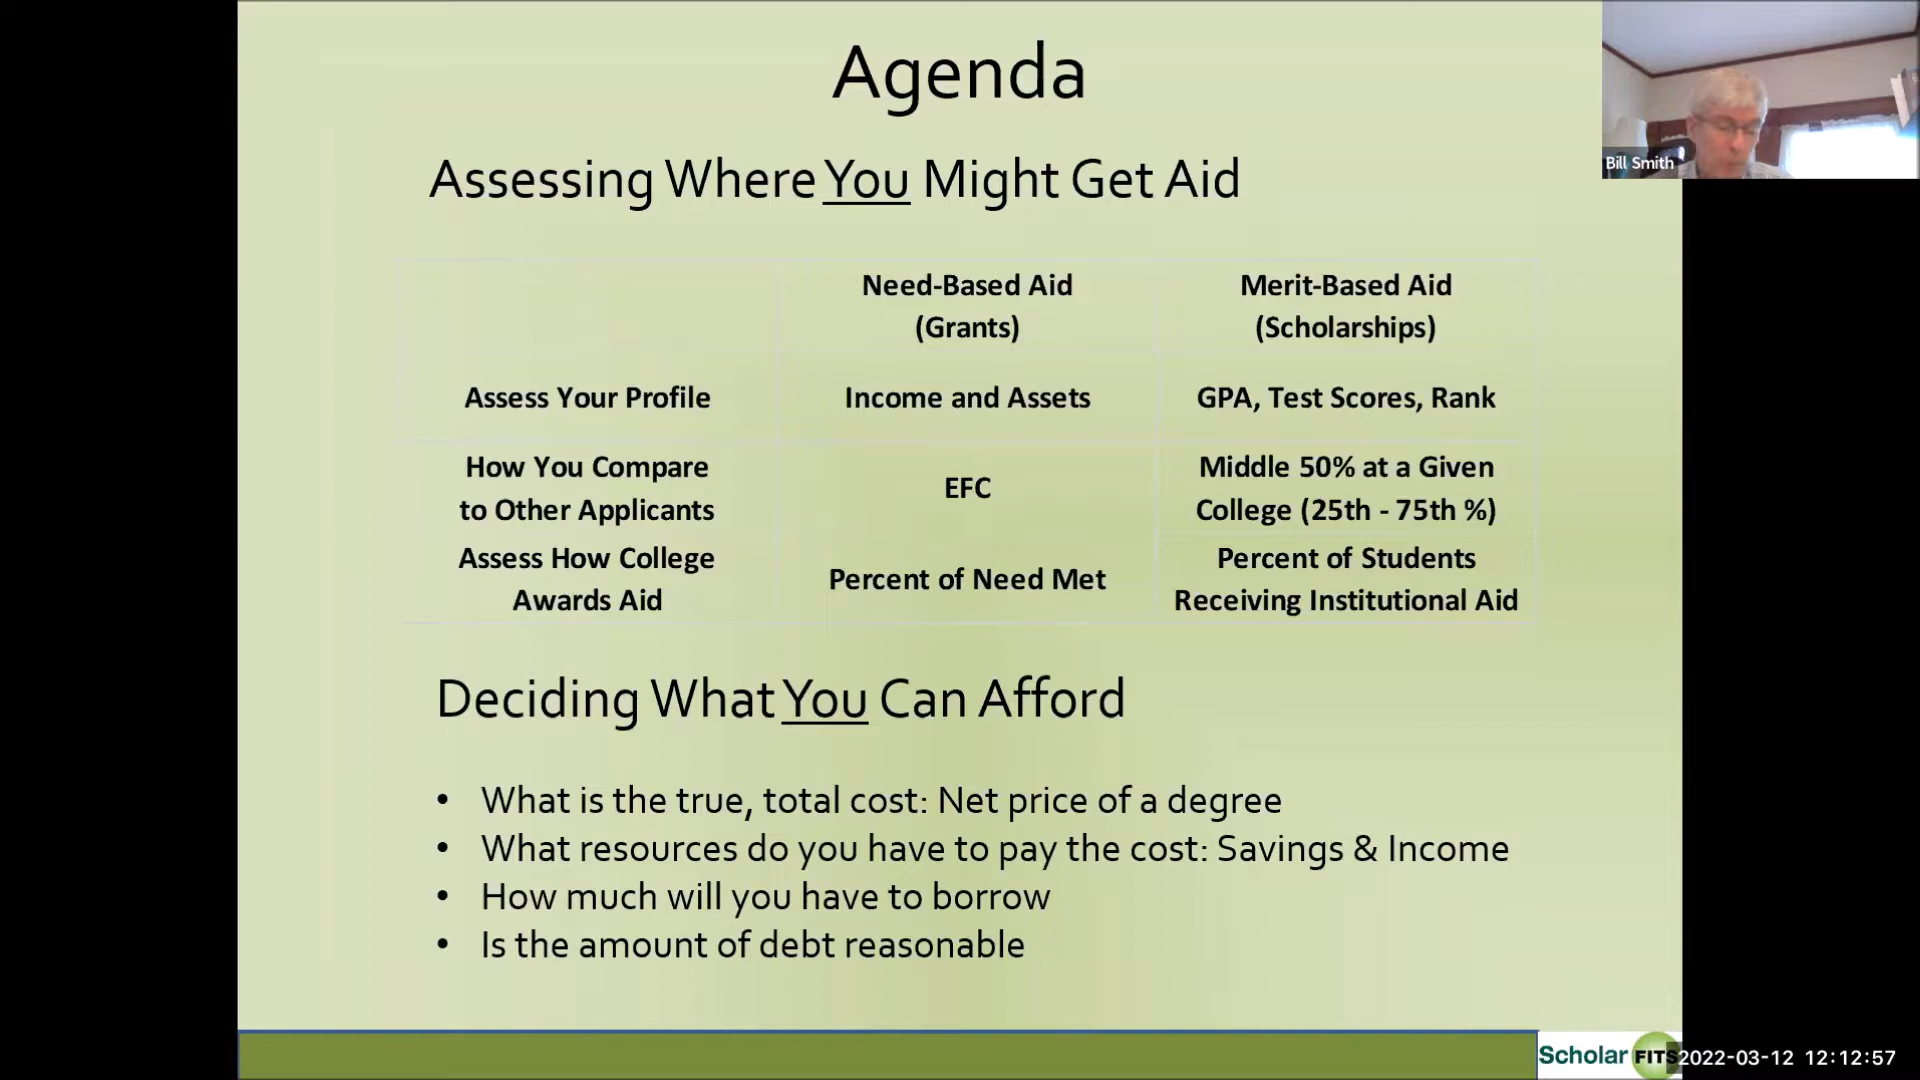 Agenda
Bill Smith
Assessing Where You Might Get Aid
Need-Based Aid
(Grants)
Merit-Based Aid
(Scholarships)
Assess Your Profile
Income and Assets
GPA, Test Scores, Rank
How You Compare
to Other Applicants
EFC
Middle 50% at a Given
College (25th - 75th %)
Assess How College
Awards Aid
Percent of Need Met
Percent of Students
Receiving Institutional Aid
Deciding What You Can Afford
• What is the true, total cost: Net price of a degree
• What resources do you have to pay the cost: Savings & Income
• How much will you have to borrow
• Is the amount of debt reasonable
Scholar FITS
2022-03-12 12:12:57